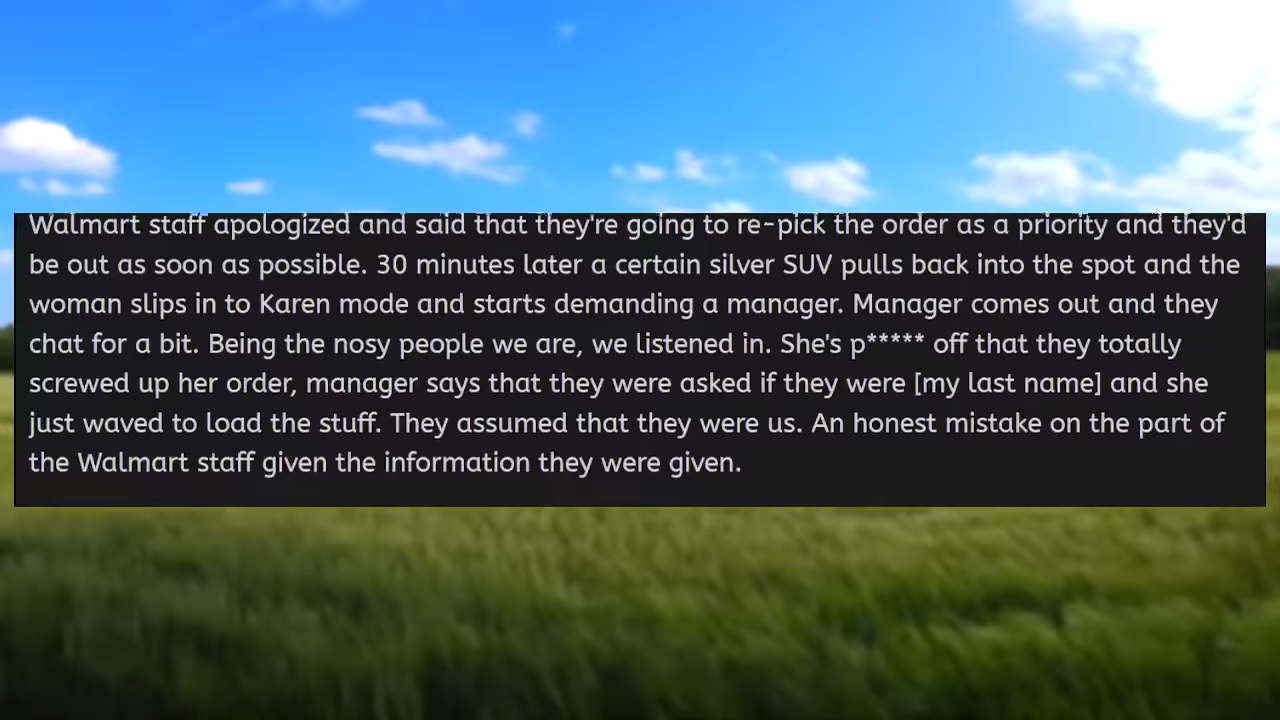 Walmart staff apologized and said that they're going to re-pick the order as a priority and they'd
be out as soon as possible. 30 minutes later a certain silver SUV pulls back into the spot and the
woman slips in to Karen mode and starts demanding a manager. Manager comes out and they
chat for a bit. Being the nosy people we are, we listened in. She's p***** off that they totally
screwed up her order, manager says that they were asked if they were [my last name] and she
just waved to load the stuff. They assumed that they were us. An honest mistake on the part of
the Walmart staff given the information they were given.